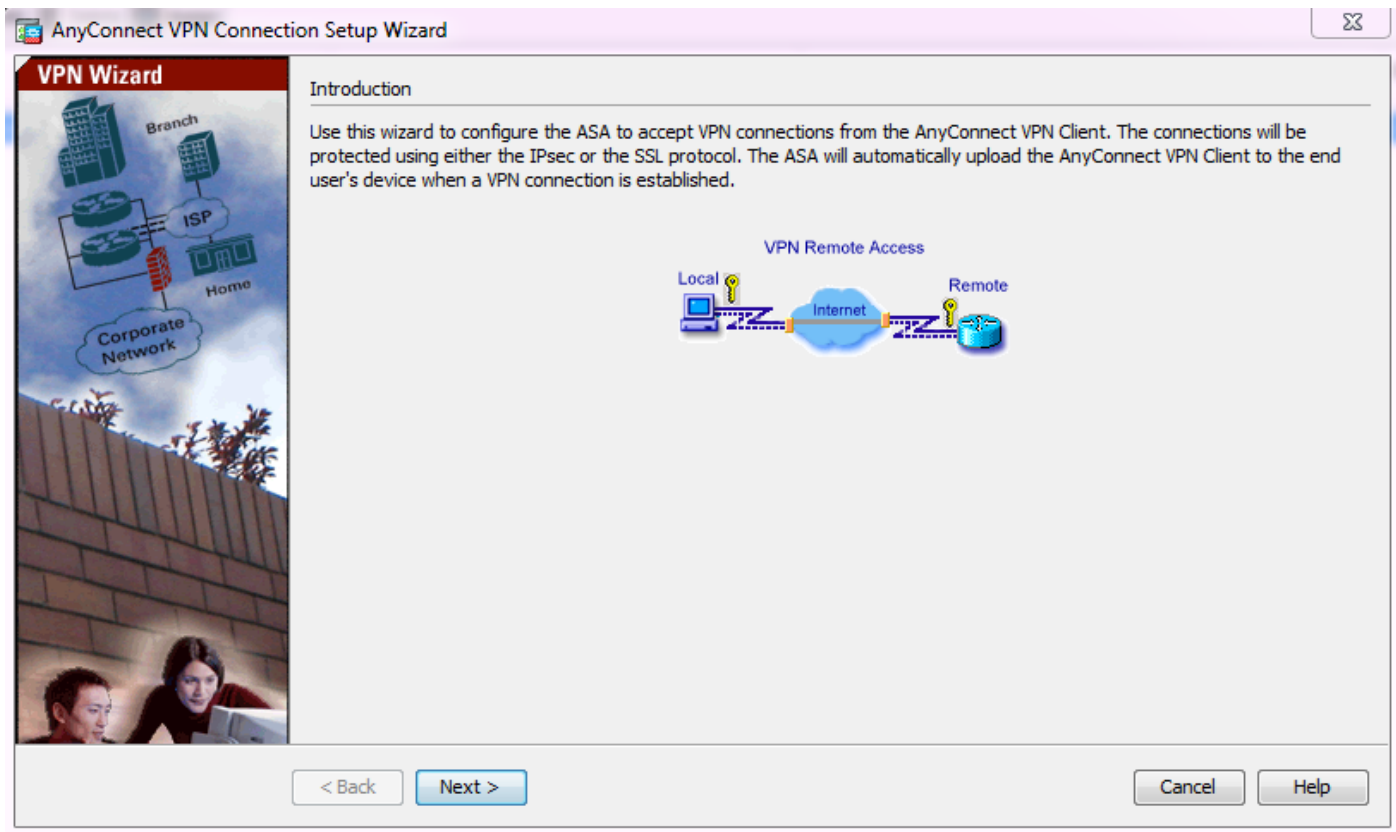 AnyConnect VPN Connection Setup Wizard
VPN Wizard
Branch
ISP
Home
Corporate
Network
Introduction
Use this wizard to configure the ASA to accept VPN connections from the AnyConnect VPN Client. The connections will be
protected using either the IPsec or the SSL protocol. The ASA will automatically upload the AnyConnect VPN Client to the end
user's device when a VPN connection is established.
VPN Remote Access
Local
Remote
Internet
< Back
Next >
Cancel
Help